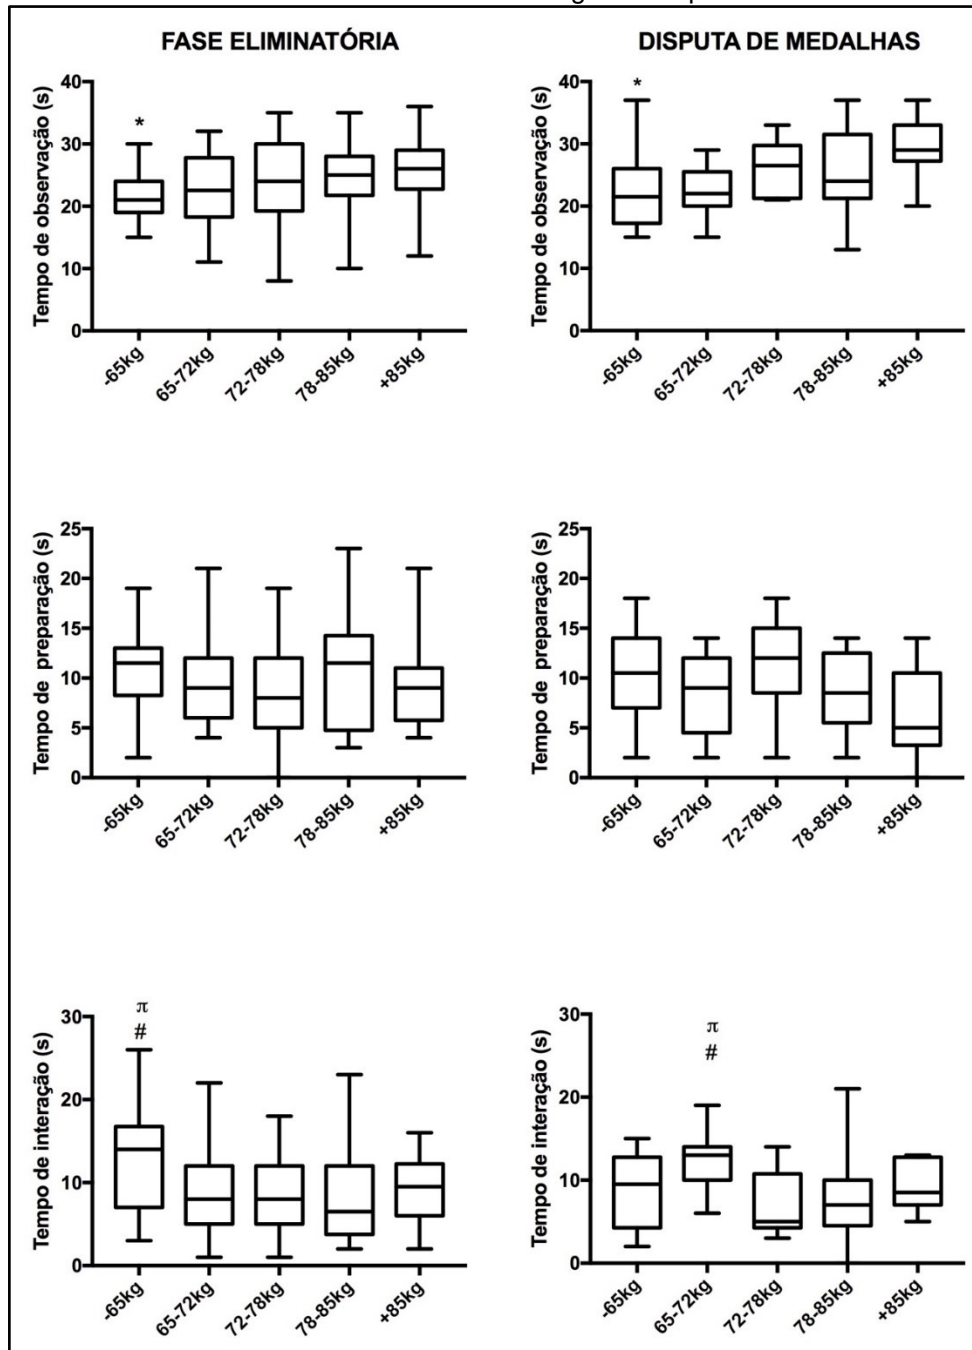 FASE ELIMINATÓRIA
DISPUTA DE MEDALHAS
Tempo de observação (s)
40
30
20
10
0
*
-65kg
65-72kg
72-78kg
78-85kg
+85kg
Tempo de observação (s)
40
30
20
10
0
*
-65kg
65-72kg
72-78kg
78-85kg
+85kg
Tempo de preparação (s)
25
20
15
10
5
0
-65kg
65-72kg
72-78kg
78-85kg
+85kg
Tempo de preparação (s)
25
20
15
10
5
0
-65kg
65-72kg
72-78kg
78-85kg
+85kg
Tempo de interação (s)
30
20
10
0
π
#
-65kg
65-72kg
72-78kg
78-85kg
+85kg
Tempo de interação (s)
30
20
10
0
π
#
-65kg
65-72kg
72-78kg
78-85kg
+85kg